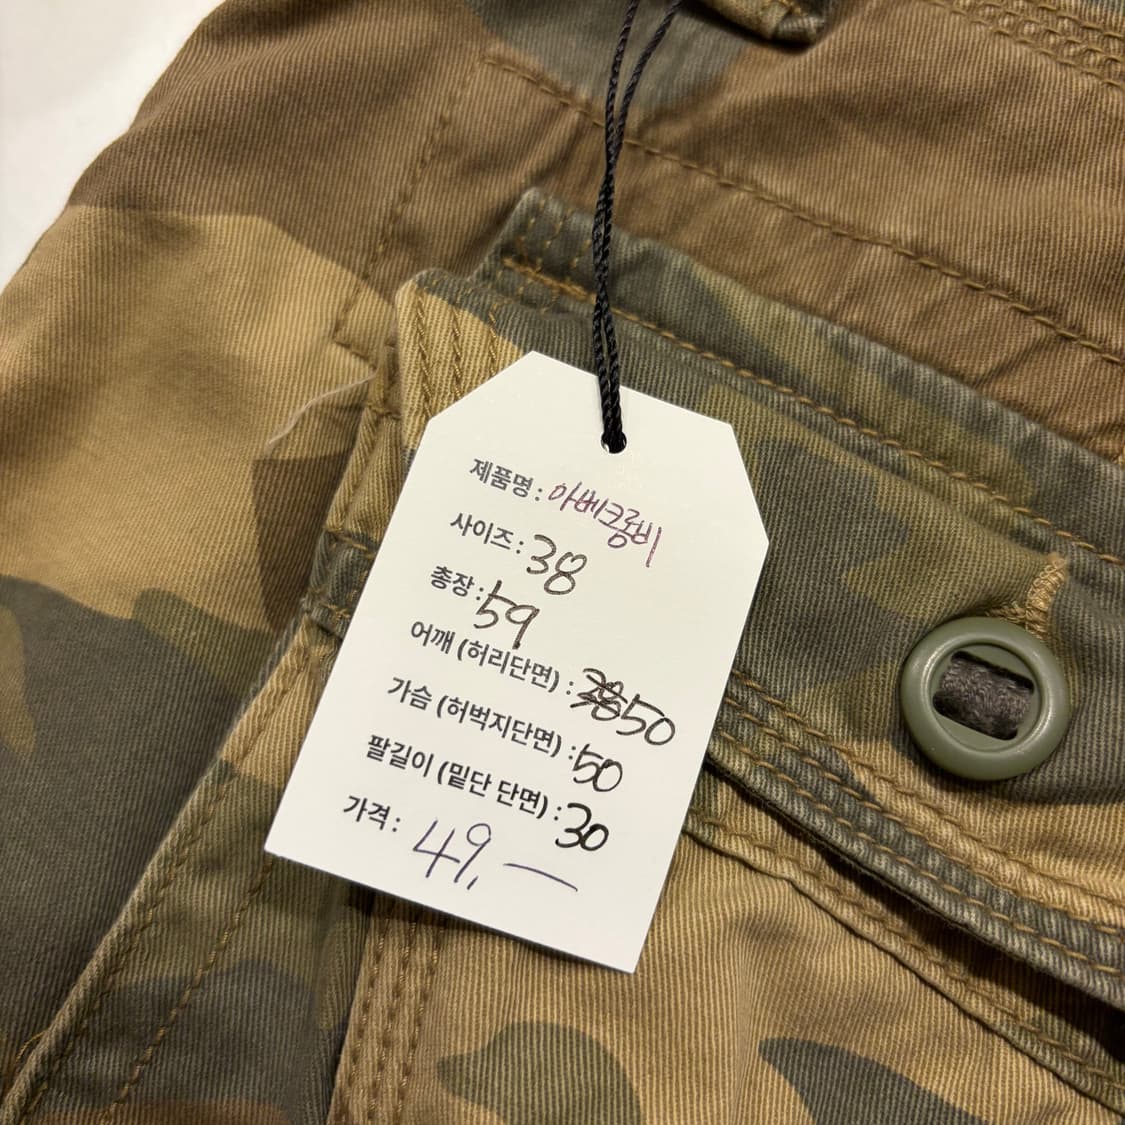 제품명 : 아베크롬비
사이즈 : 38
총장 : 59
어깨 (허리단면) : 50
가슴 (허벅지단면) : 50
팔길이 (밑단 단면) : 30
가격 : 49,—